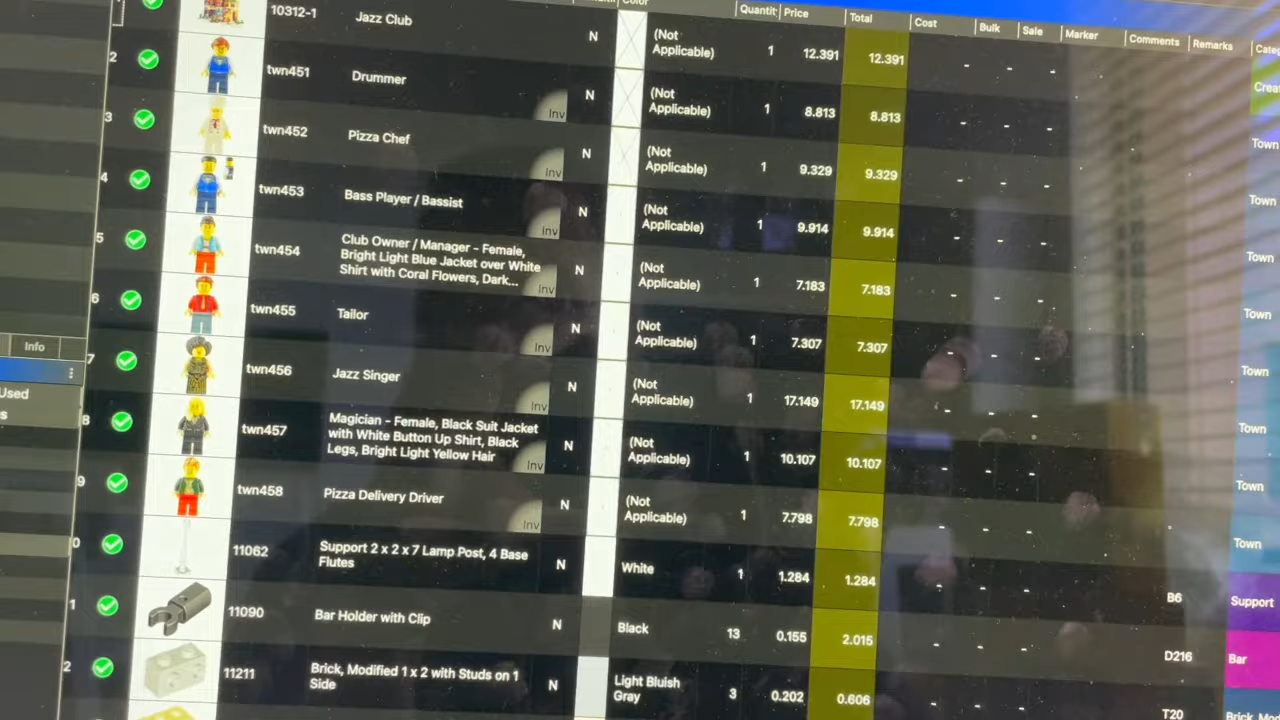 Color Quantit Price Total Cost Bulk Sale Marker Comments Remarks
10312-1 Jazz Club N (Not Applicable) 1 12.391 12.391 - - -
2 twn451 Drummer Inv N (Not Applicable) 1 8.813 8.813 - - - Town
3 twn452 Pizza Chef Inv N (Not Applicable) 1 9.329 9.329 - - - Town
4 twn453 Bass Player / Bassist Inv N (Not Applicable) 1 9.914 9.914 - - - Town
5 twn454 Club Owner / Manager - Female,
Bright Light Blue Jacket over White
Shirt with Coral Flowers, Dark... Inv N (Not Applicable) 1 7.183 7.183 - - - Town
6 twn455 Tailor Inv N (Not Applicable) 1 7.307 7.307 - - - Town
Info
7 twn456 Jazz Singer Inv N (Not Applicable) 1 17.149 17.149 - - - Town
Used
s
8 twn457 Magician - Female, Black Suit Jacket
with White Button Up Shirt, Black
Legs, Bright Light Yellow Hair Inv N (Not Applicable) 1 10.107 10.107 - - - Town
9 twn458 Pizza Delivery Driver Inv N (Not Applicable) 1 7.798 7.798 - - - Town
0 11062 Support 2 x 2 x 7 Lamp Post, 4 Base
Flutes N White 1 1.284 1.284 - - - B6 Support
1 11090 Bar Holder with Clip N Black 13 0.155 2.015 - - - D216 Bar
2 11211 Brick, Modified 1 x 2 with Studs on 1
Side N Light Bluish
Gray 3 0.202 0.606 - - - T20 Brick, Mo